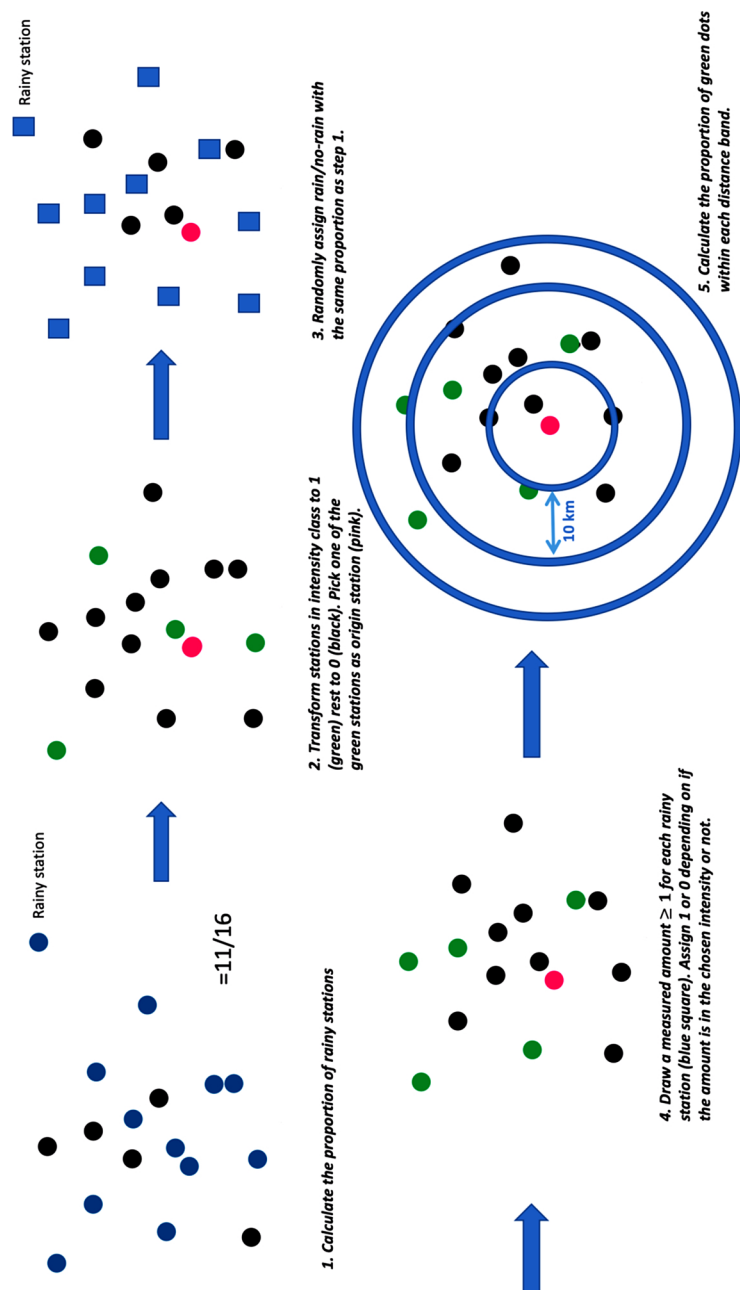 Rainy station
=11/16
1. Calculate the proportion of rainy stations
2. Transform stations in intensity class to 1
(green) rest to 0 (black). Pick one of the
green stations as origin station (pink).
Rainy station
3. Randomly assign rain/no-rain with
the same proportion as step 1.
4. Draw a measured amount ≥ 1 for each rainy
station (blue square). Assign 1 or 0 depending on if
the amount is in the chosen intensity or not.
10 km
5. Calculate the proportion of green dots
within each distance band.